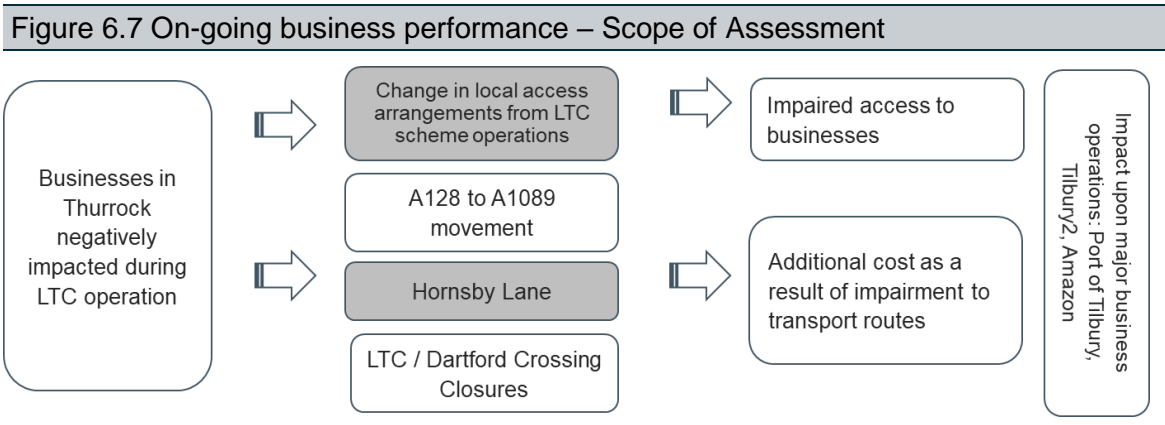 Figure 6.7 On-going business performance – Scope of Assessment
Businesses in
Thurrock
negatively
impacted during
LTC operation
Change in local access
arrangements from LTC
scheme operations
A128 to A1089
movement
Hornsby Lane
LTC / Dartford Crossing
Closures
Impaired access to
businesses
Additional cost as a
result of impairment to
transport routes
Impact upon major business
operations: Port of Tilbury,
Tilbury2, Amazon